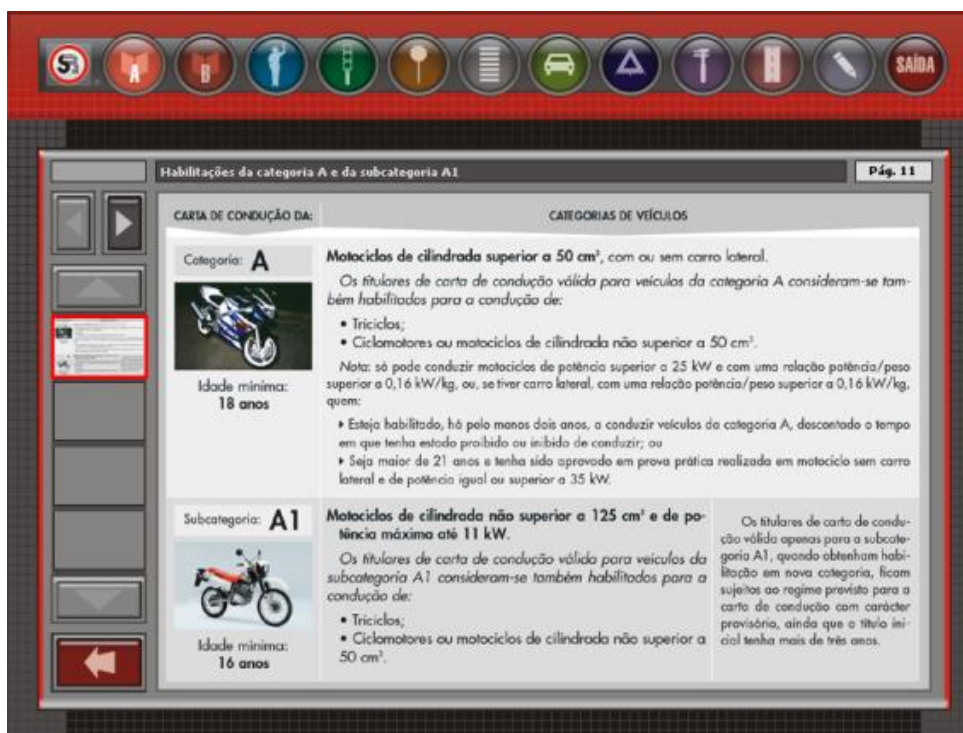 S
A
B
SAÍDA
Habilitações da categoria A e da subcategoria A1
Pág. 11
CARTA DE CONDUÇÃO DA:
CATEGORIAS DE VEÍCULOS
Categoria: A
Idade mínima:
18 anos
Motociclos de cilindrada superior a 50 cm³, com ou sem carro lateral.
Os titulares de carta de condução válida para veículos da categoria A consideram-se tam-
bém habilitados para a condução de:
• Triciclos;
• Ciclomotores ou motociclos de cilindrada não superior a 50 cm³.
Nota: só pode conduzir motociclos de potência superior a 25 kW e com uma relação potência/peso
superior a 0,16 kW/kg, ou, se tiver carro lateral, com uma relação potência/peso superior a 0,16 kW/kg,
quem:
▸ Esteja habilitado, há pelo menos dois anos, a conduzir veículos da categoria A, descontado o tempo
em que tenha estado proibido ou inibido de conduzir; ou
▸ Seja maior de 21 anos e tenha sido aprovado em prova prática realizada em motociclo sem carro
lateral e de potência igual ou superior a 35 kW.
Subcategoria: A1
Idade mínima:
16 anos
Motociclos de cilindrada não superior a 125 cm³ e de po-
tência máxima até 11 kW.
Os titulares de carta de condução válida para veículos da
subcategoria A1 consideram-se também habilitados para a
condução de:
• Triciclos;
• Ciclomotores ou motociclos de cilindrada não superior a
50 cm³.
Os titulares de carta de condu-
ção válida apenas para a subcate-
goria A1, quando obtenham habi-
litação em nova categoria, ficam
sujeitos ao regime previsto para a
carta de condução com carácter
provisório, ainda que o título ini-
cial tenha mais de três anos.